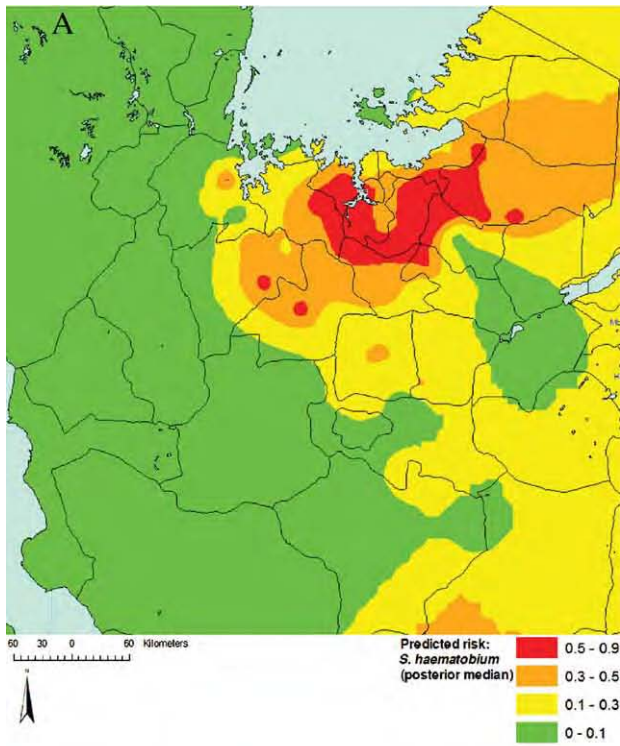 A
60 30 0 60 Kilometers
N
Predicted risk:
S. haematobium
(posterior median)
0.5 - 0.9
0.3 - 0.5
0.1 - 0.3
0 - 0.1